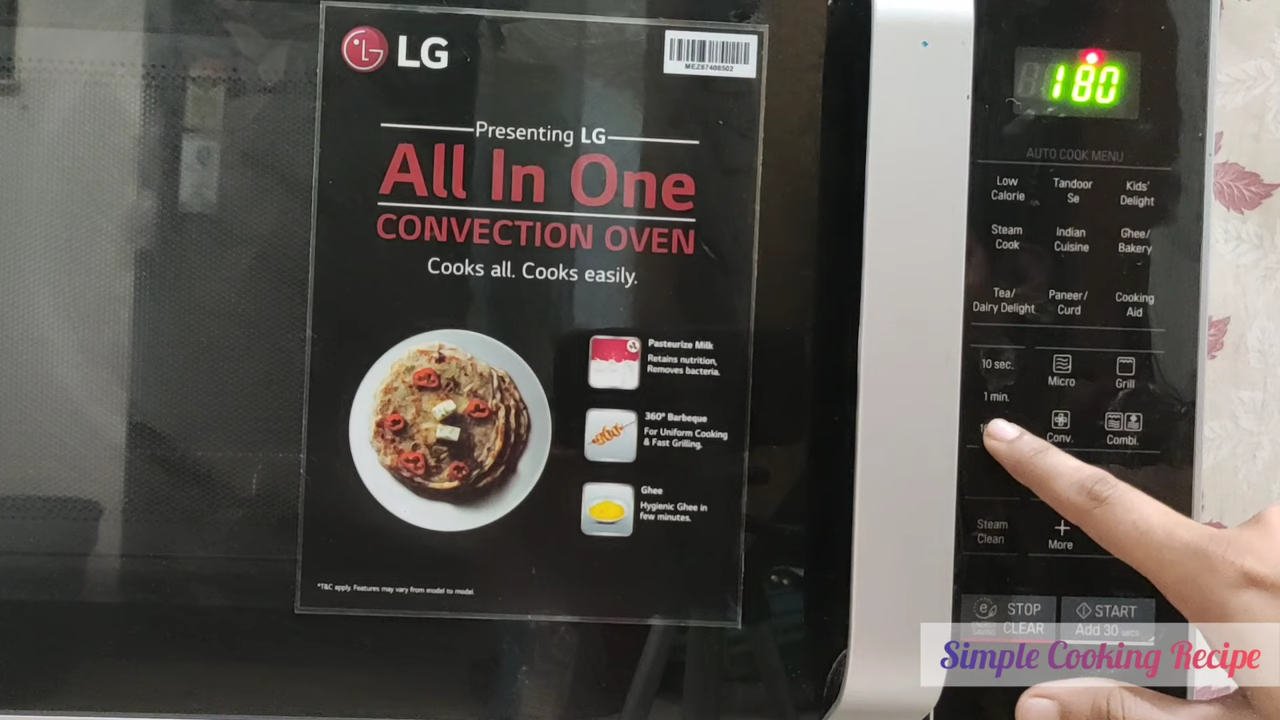 LG
MEZ67488502
Presenting LG
All In One
CONVECTION OVEN
Cooks all. Cooks easily.
Pasteurize Milk
Retains nutrition,
Removes bacteria.
360° Barbeque
For Uniform Cooking
& Fast Grilling.
Ghee
Hygienic Ghee in
few minutes.
*T&C apply. Features may vary from model to model.
180
AUTO COOK MENU
Low
Calorie
Tandoor
Se
Kids'
Delight
Steam
Cook
Indian
Cuisine
Ghee/
Bakery
Tea/
Dairy Delight
Paneer/
Curd
Cooking
Aid
10 sec.
Micro
Grill
1 min.
Conv.
Combi.
Steam
Clean
More
STOP
CLEAR
START
Add 30 secs
Simple Cooking Recipe